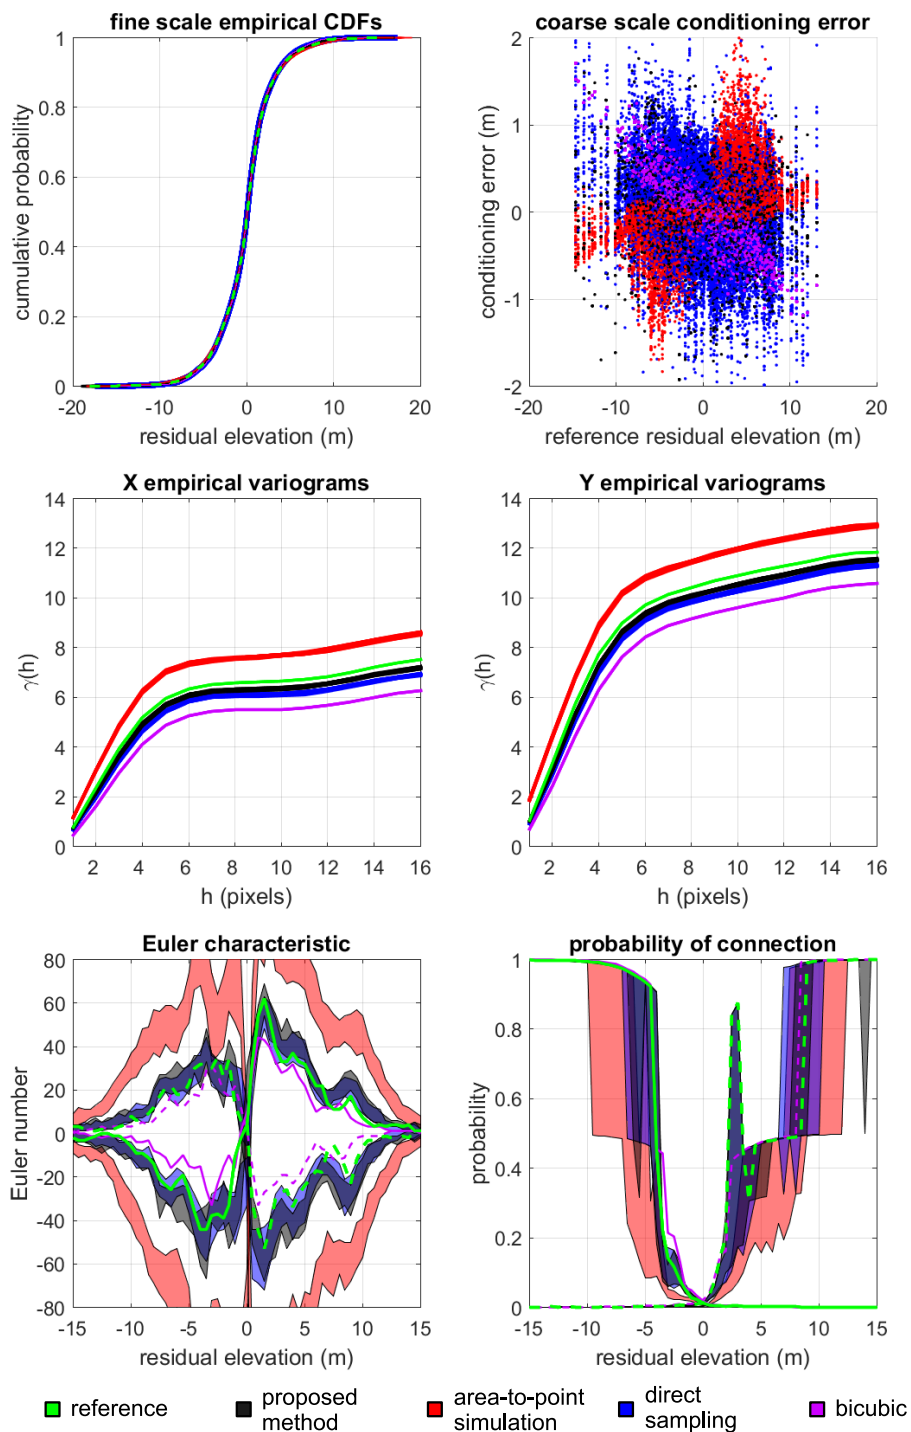 fine scale empirical CDFs
cumulative probability
1
0.8
0.6
0.4
0.2
0
-20 -10 0 10 20
residual elevation (m)
coarse scale conditioning error
conditioning error (m)
2
1
0
-1
-2
-20 -10 0 10 20
reference residual elevation (m)
X empirical variograms
γ(h)
14
12
10
8
6
4
2
0
2 4 6 8 10 12 14 16
h (pixels)
Y empirical variograms
γ(h)
14
12
10
8
6
4
2
0
2 4 6 8 10 12 14 16
h (pixels)
Euler characteristic
Euler number
80
60
40
20
0
-20
-40
-60
-80
-15 -10 -5 0 5 10 15
residual elevation (m)
probability of connection
probability
1
0.8
0.6
0.4
0.2
0
-15 -10 -5 0 5 10 15
residual elevation (m)
reference
proposed
method
area-to-point
simulation
direct
sampling
bicubic